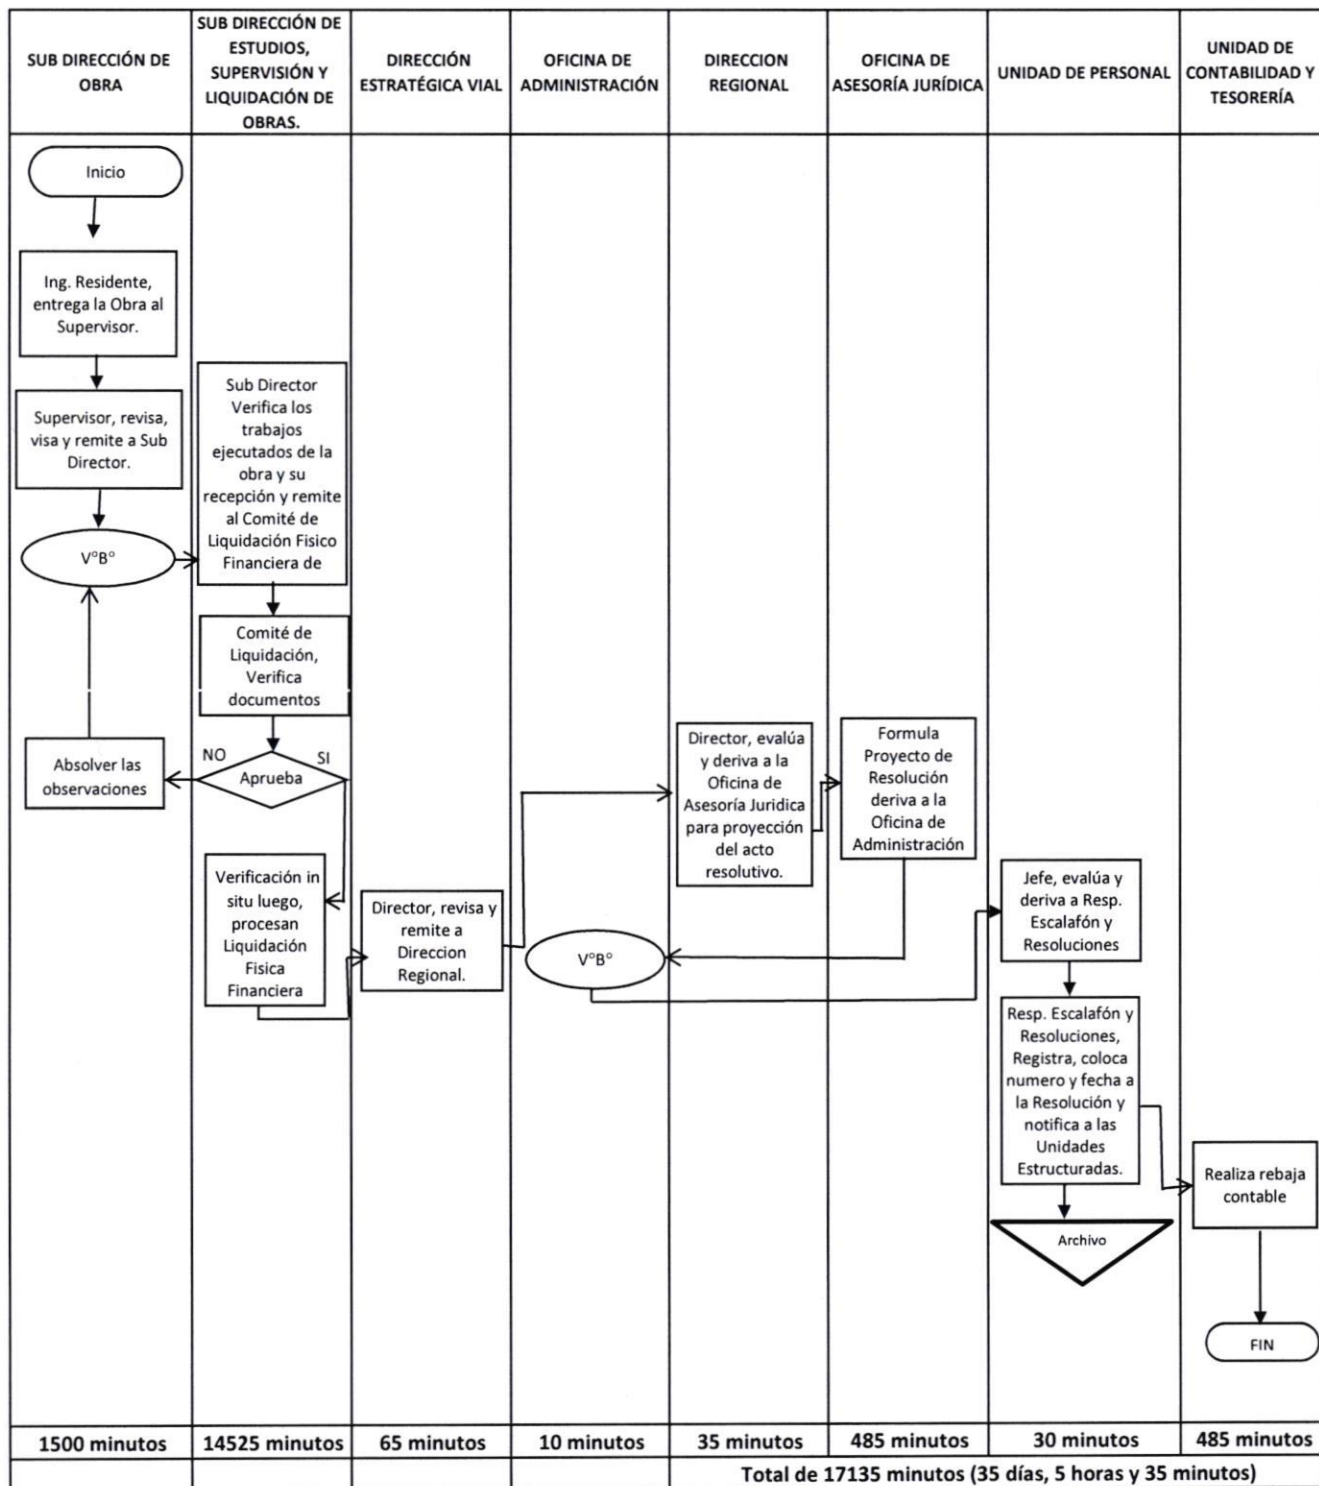 SUB DIRECCIÓN DE
OBRA
SUB DIRECCIÓN DE
ESTUDIOS,
SUPERVISIÓN Y
LIQUIDACIÓN DE
OBRAS.
DIRECCIÓN
ESTRATÉGICA VIAL
OFICINA DE
ADMINISTRACIÓN
DIRECCION
REGIONAL
OFICINA DE
ASESORÍA JURÍDICA
UNIDAD DE PERSONAL
UNIDAD DE
CONTABILIDAD Y
TESORERÍA
Inicio
Ing. Residente,
entrega la Obra al
Supervisor.
Supervisor, revisa,
visa y remite a Sub
Director.
V°B°
Absolver las
observaciones
Sub Director
Verifica los
trabajos
ejecutados de la
obra y su
recepción y remite
al Comité de
Liquidación Fisico
Financiera de
Comité de
Liquidación,
Verifica
documentos
NO
SI
Aprueba
Verificación in
situ luego,
procesan
Liquidación
Fisica
Financiera
Director, revisa y
remite a
Direccion
Regional.
V°B°
Director, evalúa
y deriva a la
Oficina de
Asesoría Juridica
para proyección
del acto
resolutivo.
Formula
Proyecto de
Resolución
deriva a la
Oficina de
Administración
Jefe, evalúa y
deriva a Resp.
Escalafón y
Resoluciones
Resp. Escalafón y
Resoluciones,
Registra, coloca
numero y fecha a
la Resolución y
notifica a las
Unidades
Estructuradas.
Archivo
Realiza rebaja
contable
FIN
1500 minutos
14525 minutos
65 minutos
10 minutos
35 minutos
485 minutos
30 minutos
485 minutos
Total de 17135 minutos (35 días, 5 horas y 35 minutos)